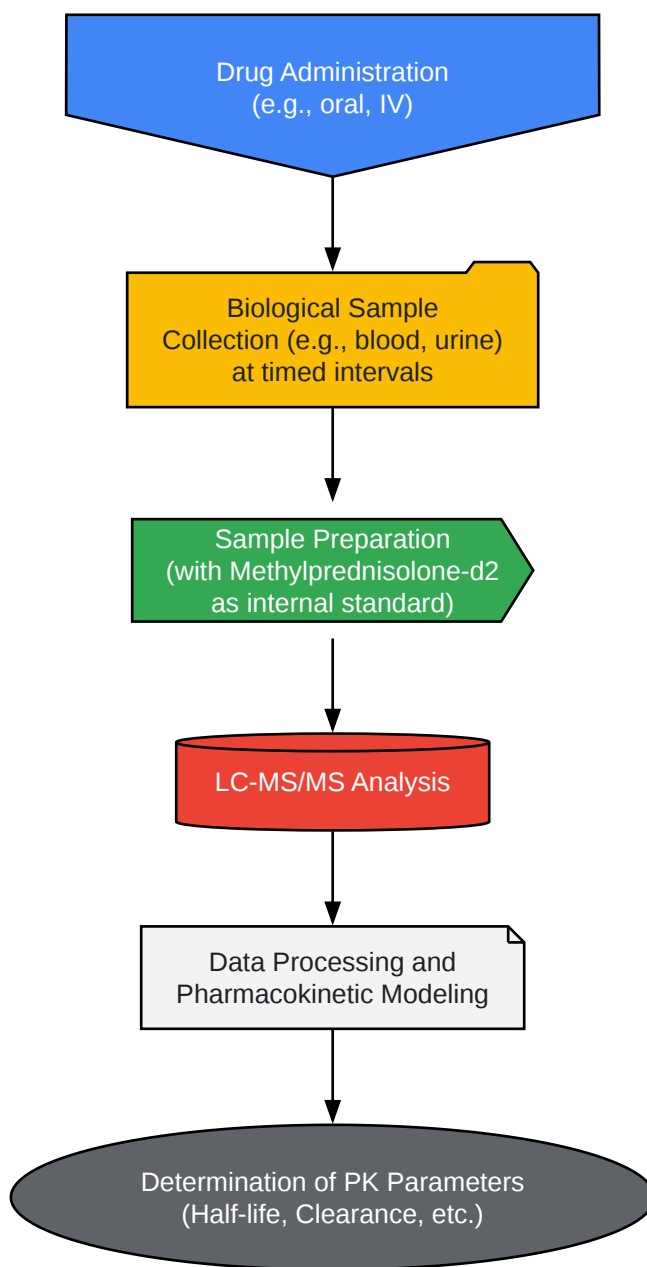 Drug Administration
(e.g., oral, IV)
Biological Sample
Collection (e.g., blood, urine)
at timed intervals
Sample Preparation
(with Methylprednisolone-d2
as internal standard)
LC-MS/MS Analysis
Data Processing and
Pharmacokinetic Modeling
Determination of PK Parameters
(Half-life, Clearance, etc.)